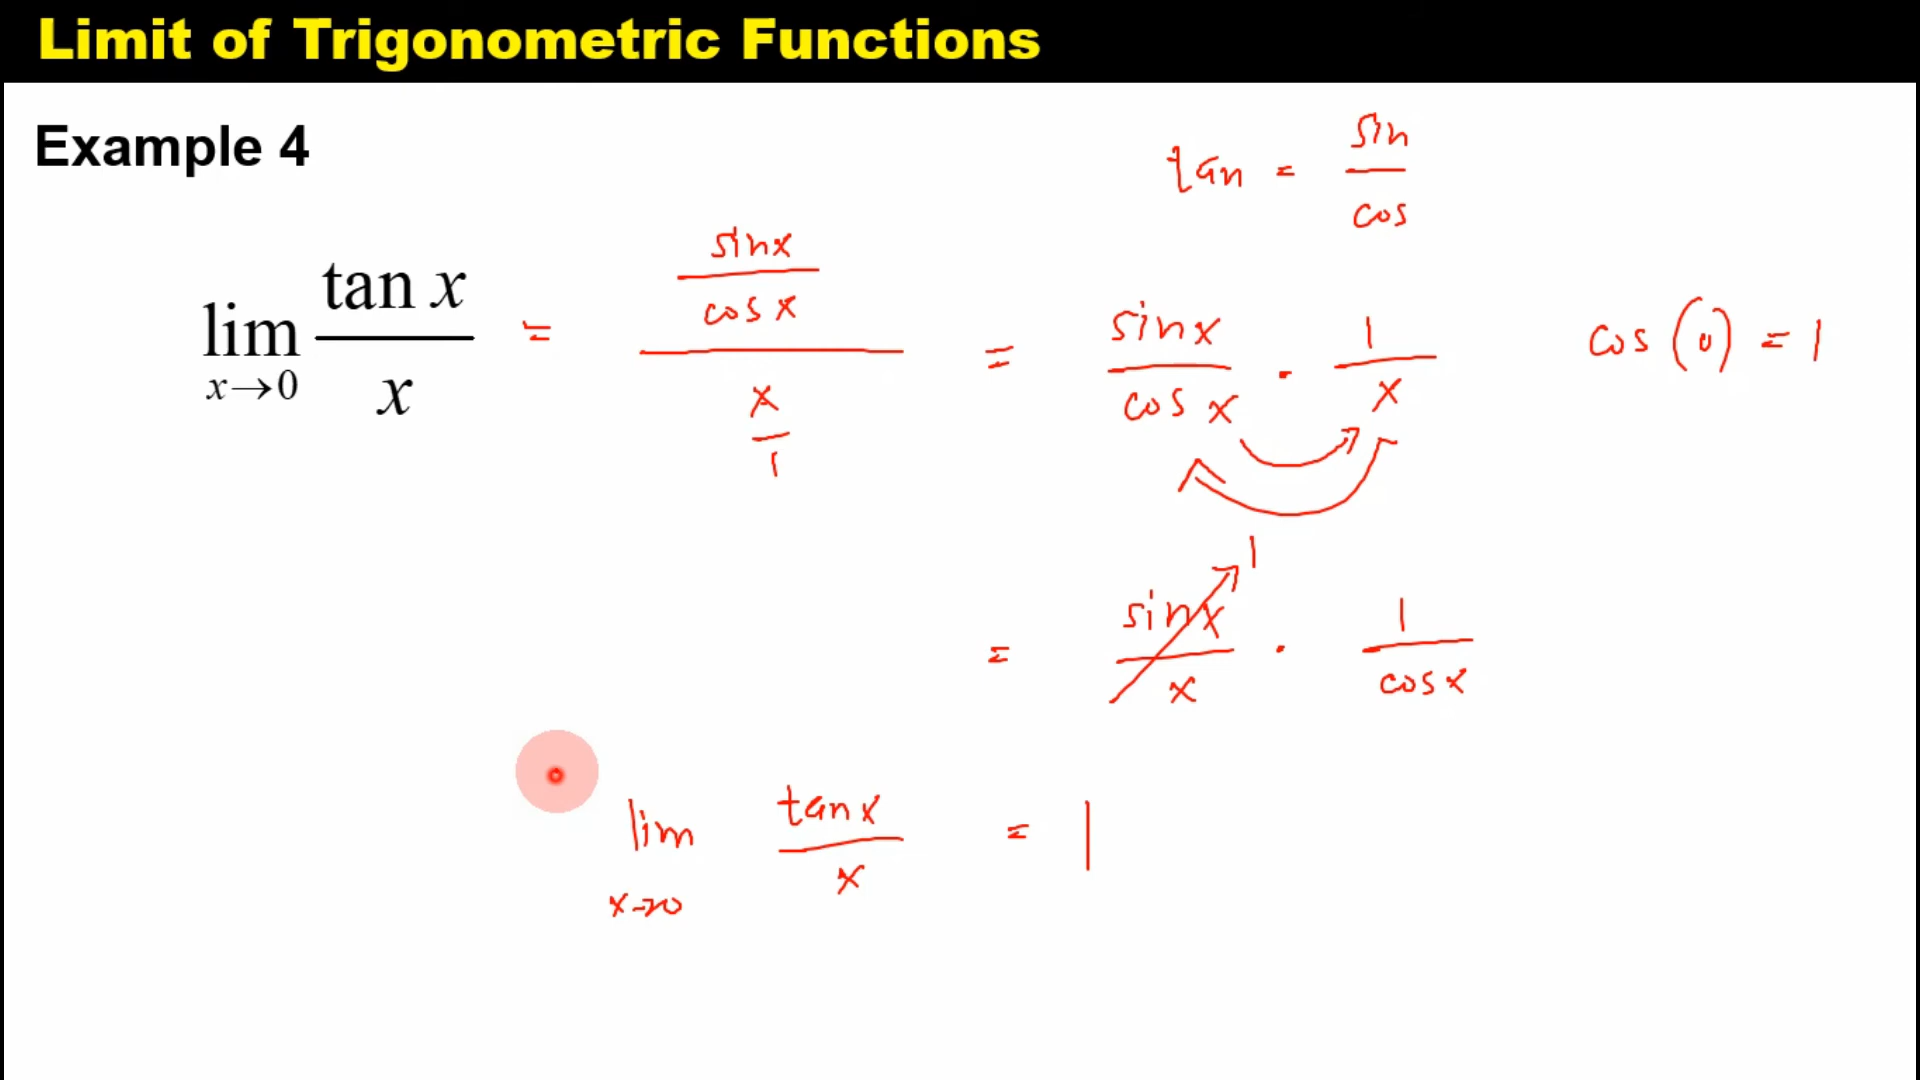 Limit of Trigonometric Functions
Example 4
tan = sin / cos
lim x→0 tan x / x = (sin x / cos x) / (x / 1) = sin x / cos x · 1 / x
cos (0) = 1
= sin x / x 1 · 1 / cos x
lim x→0 tan x / x = 1